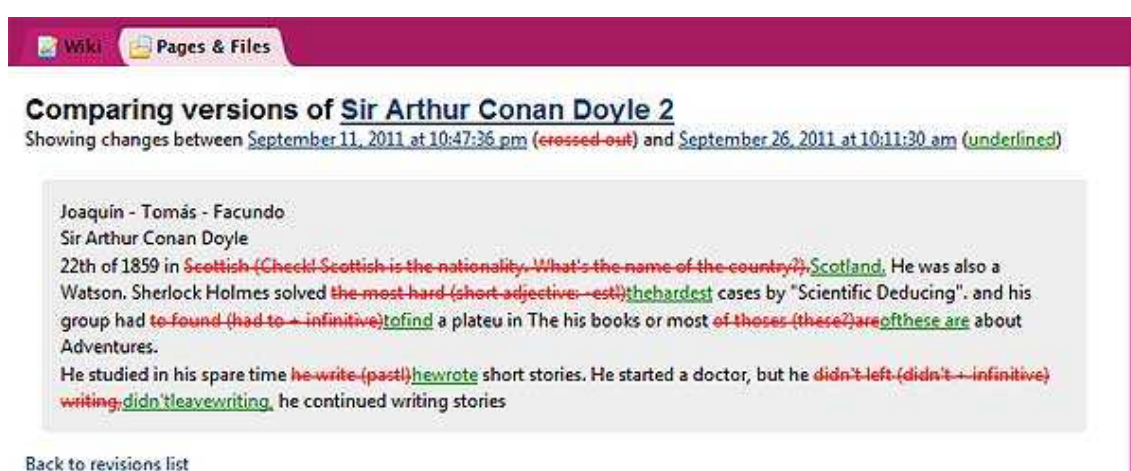 Wiki
Pages & Files
Comparing versions of Sir Arthur Conan Doyle 2
Showing changes between September 11, 2011 at 10:47:36 pm (crossed out) and September 26, 2011 at 10:11:30 am (underlined)
Joaquín - Tomás - Facundo
Sir Arthur Conan Doyle
22th of 1859 in Scottish (Check! Scottish is the nationality. What's the name of the country?).Scotland. He was also a
Watson. Sherlock Holmes solved the most hard (short adjective: -est!)thehardest cases by "Scientific Deducing". and his
group had to found (had to + infinitive)tofind a plateu in The his books or most of theses (these?)areofthese are about
Adventures.
He studied in his spare time he write (past!)hewrote short stories. He started a doctor, but he didn't left (didn't + infinitive)
writing,didn'tleavewriting, he continued writing stories
Back to revisions list